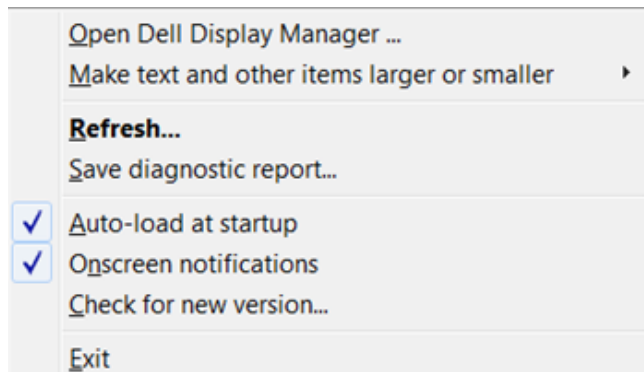 Open Dell Display Manager ...
Make text and other items larger or smaller
Refresh...
Save diagnostic report...
Auto-load at startup
Onscreen notifications
Check for new version...
Exit